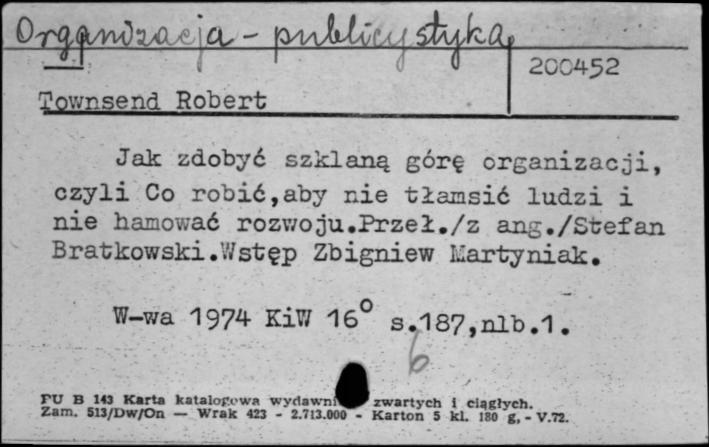 Organizacja - publicystyka
200452
Townsend Robert
Jak zdobyć szklaną górę organizacji,
czyli Co robić,aby nie tłamsić ludzi i
nie hamować rozwoju.Przeł./z ang./Stefan
Bratkowski.Wstęp Zbigniew Martyniak.
W-wa 1974 KiW 16° s.187,nlb.1.
6
PU B 143 Karta katalogowa zwartych i ciągłych.
Zam. 513/Dw/On — Wrak 423 - 2.713.000 - Karton 5 kl. 180 g, - V.72.